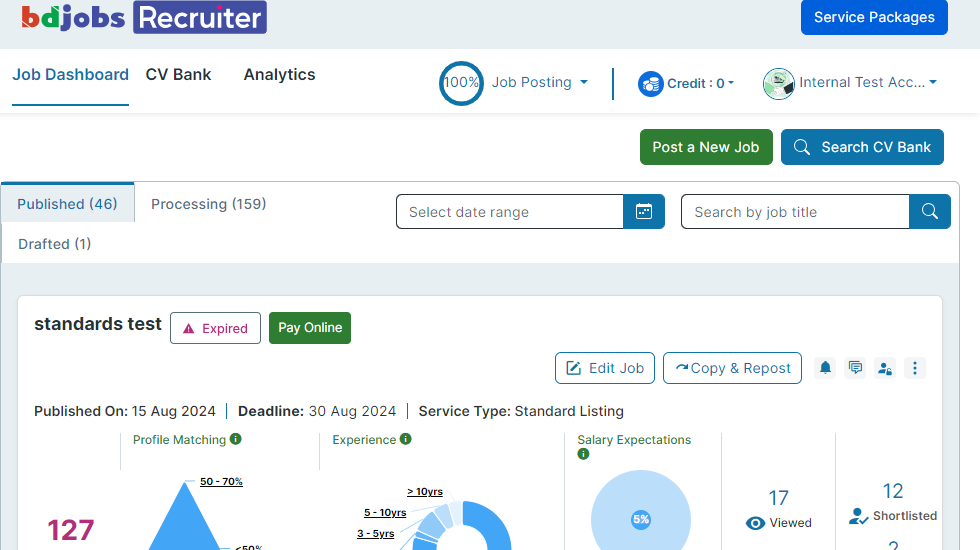 bdjobs Recruiter
Service Packages
Job Dashboard
CV Bank
Analytics
100%
Job Posting
Credit : 0
Internal Test Acc...
Post a New Job
Search CV Bank
Published (46)
Processing (159)
Select date range
Search by job title
Drafted (1)
standards test
Expired
Pay Online
Edit Job
Copy & Repost
Published On: 15 Aug 2024
Deadline: 30 Aug 2024
Service Type: Standard Listing
Profile Matching
Experience
Salary Expectations
127
50 - 70%
<50%
> 10yrs
5 - 10yrs
3 - 5yrs
5%
17
Viewed
12
Shortlisted
2